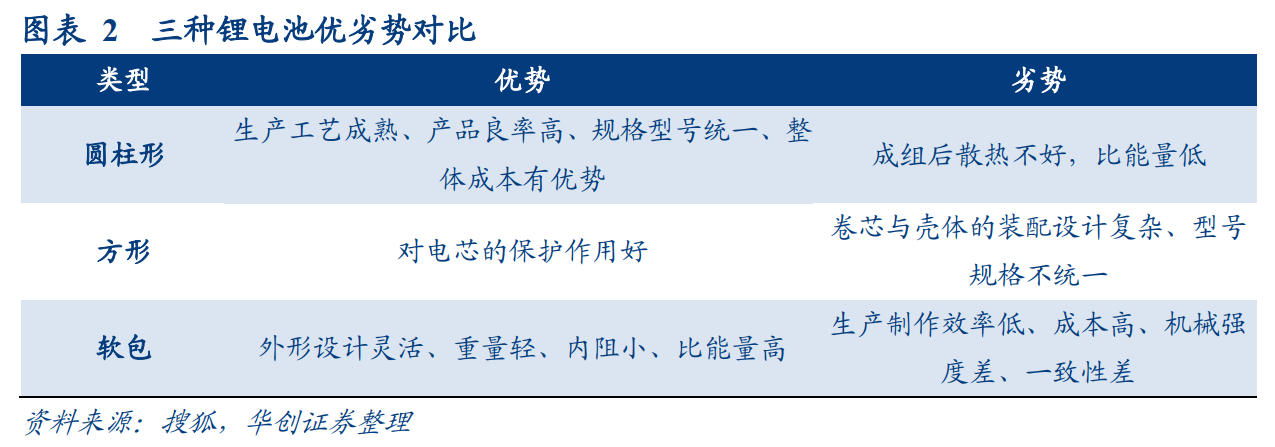 图表 2 三种锂电池优劣势对比
类型 优势 劣势
圆柱形 生产工艺成熟、产品良率高、规格型号统一、整
体成本有优势 成组后散热不好，比能量低
方形 对电芯的保护作用好 卷芯与壳体的装配设计复杂、型号
规格不统一
软包 外形设计灵活、重量轻、内阻小、比能量高 生产制作效率低、成本高、机械强
度差、一致性差
资料来源：搜狐，华创证券整理